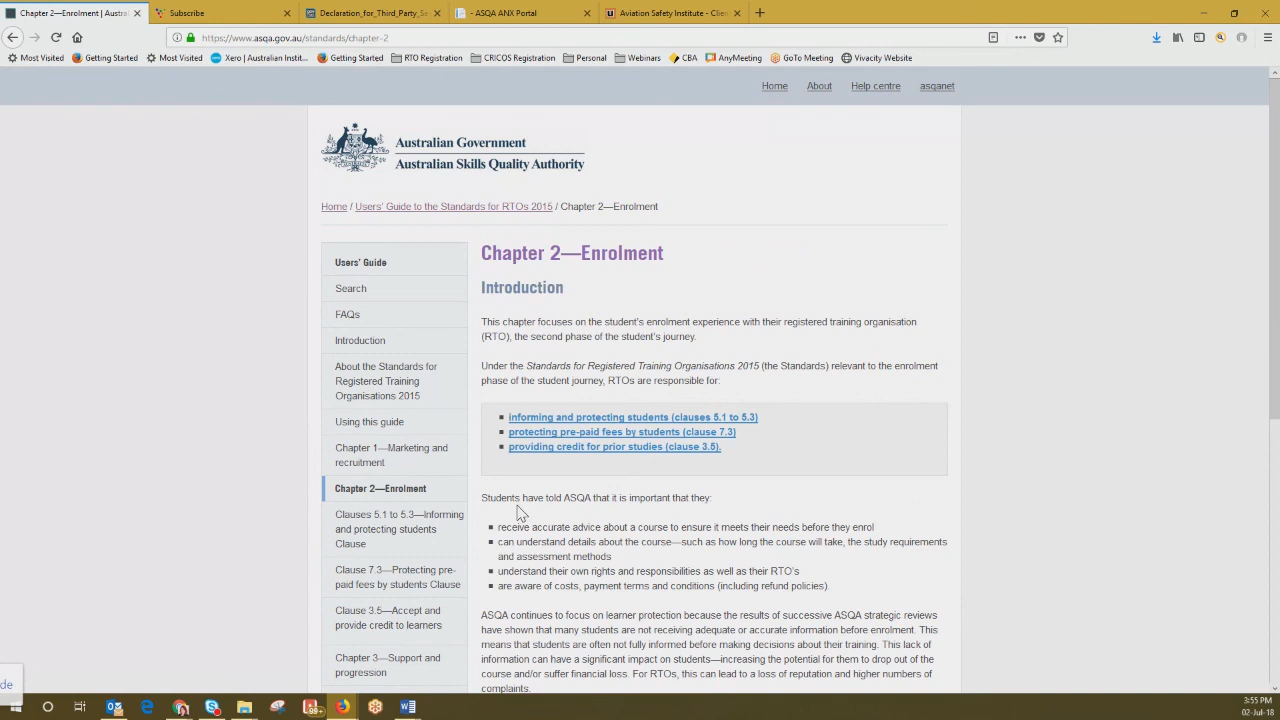 Chapter 2—Enrolment | Austral
Subscribe
Declaration_for_Third_Party_Se
- ASQA ANX Portal
Aviation Safety Institute - Clien
https://www.asqa.gov.au/standards/chapter-2
Most Visited
Getting Started
Most Visited
Xero | Australian Instit...
Getting Started
RTO Registration
CRICOS Registration
Personal
Webinars
CBA
AnyMeeting
GoTo Meeting
Vivacity Website
Home
About
Help centre
asqanet
Australian Government
Australian Skills Quality Authority
Home / Users' Guide to the Standards for RTOs 2015 / Chapter 2—Enrolment
Users' Guide
Search
FAQs
Introduction
About the Standards for
Registered Training
Organisations 2015
Using this guide
Chapter 1—Marketing and
recruitment
Chapter 2—Enrolment
Clauses 5.1 to 5.3—Informing
and protecting students
Clause
Clause 7.3—Protecting pre-
paid fees by students Clause
Clause 3.5—Accept and
provide credit to learners
Chapter 3—Support and
progression
Chapter 2—Enrolment
Introduction
This chapter focuses on the student's enrolment experience with their registered training organisation
(RTO), the second phase of the student's journey.
Under the Standards for Registered Training Organisations 2015 (the Standards) relevant to the enrolment
phase of the student journey, RTOs are responsible for:
informing and protecting students (clauses 5.1 to 5.3)
protecting pre-paid fees by students (clause 7.3)
providing credit for prior studies (clause 3.5).
Students have told ASQA that it is important that they:
receive accurate advice about a course to ensure it meets their needs before they enrol
can understand details about the course—such as how long the course will take, the study requirements
and assessment methods
understand their own rights and responsibilities as well as their RTO's
are aware of costs, payment terms and conditions (including refund policies).
ASQA continues to focus on learner protection because the results of successive ASQA strategic reviews
have shown that many students are not receiving adequate or accurate information before enrolment. This
means that students are often not fully informed before making decisions about their training. This lack of
information can have a significant impact on students—increasing the potential for them to drop out of the
course and/or suffer financial loss. For RTOs, this can lead to a loss of reputation and higher numbers of
complaints.
de
99+
3:55 PM
02-Jul-18